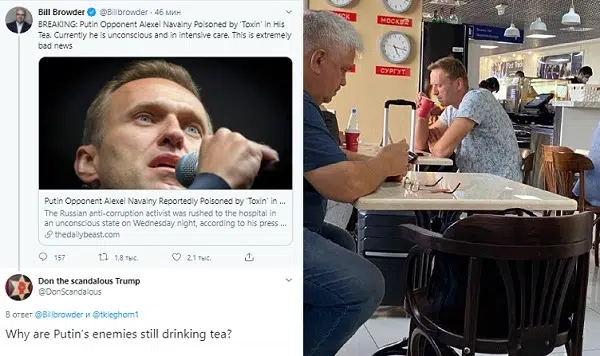 Bill Browder
@Billbrowder · 46 мин
BREAKING: Putin Opponent Alexel Navainy Poisoned by 'Toxin' in His
Tea. Currently he is unconscious and in intensive care. This is extremely
bad news
Putin Opponent Alexel Navainy Reportedly Poisoned by 'Toxin' in ...
The Russian anti-corruption activist was rushed to the hospital in
an unconscious state on Wednesday night, according to his press ...
thedailybeast.com
157 1,8 тыс. 2,1 тыс.
Don the scandalous Trump
@DonScandalous
В ответ @Billbrowder и @tkieghom1
Why are Putin's enemies still drinking tea?
МОСКВА
СУРГУТ